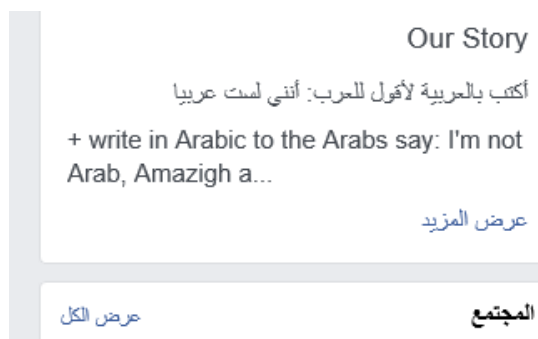 Our Story
أكتب بالعربية لأقول للعرب: أنني لست عربيا
+ write in Arabic to the Arabs say: I'm not
Arab, Amazigh a...
عرض المزيد
المجتمع عرض الكل